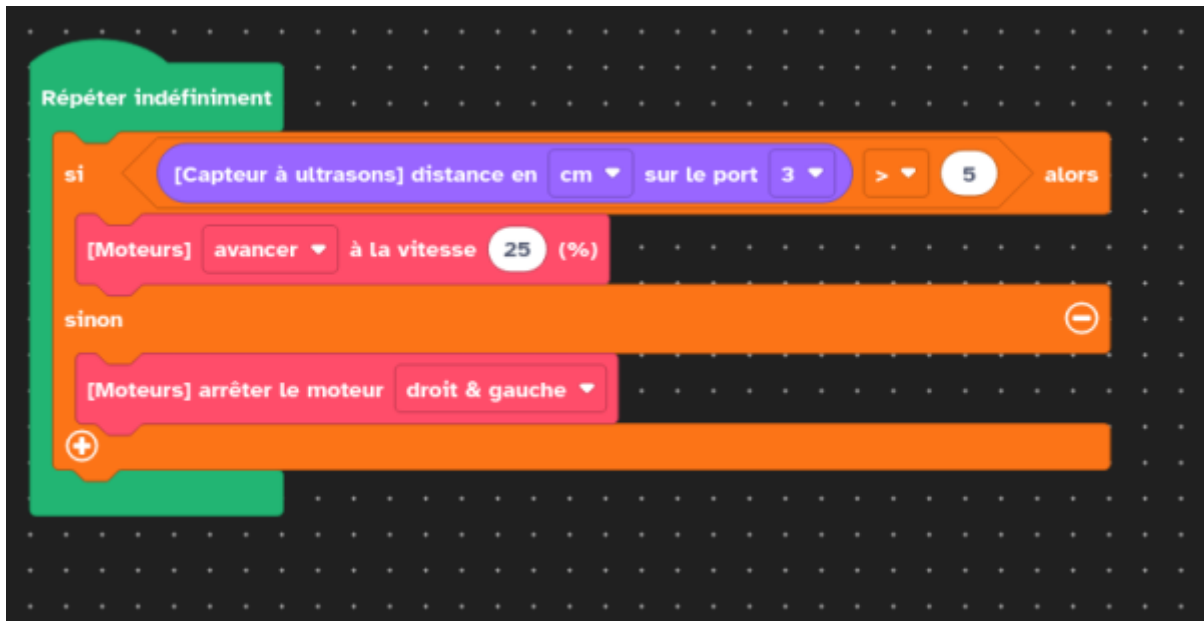 Répéter indéfiniment
si [Capteur à ultrasons] distance en cm sur le port 3 > 5 alors
[Moteurs] avancer à la vitesse 25 (%)
sinon
[Moteurs] arrêter le moteur droit & gauche